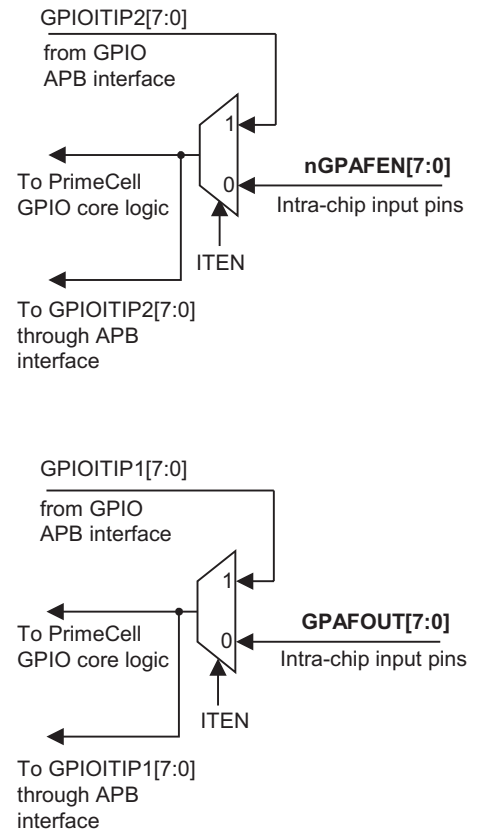 GPIOITIP2[7:0]
from GPIO
APB interface
1
nGPAFEN[7:0]
To PrimeCell
GPIO core logic
0
Intra-chip input pins
ITEN
To GPIOITIP2[7:0]
through APB
interface
GPIOITIP1[7:0]
from GPIO
APB interface
1
GPAFOUT[7:0]
To PrimeCell
GPIO core logic
0
Intra-chip input pins
ITEN
To GPIOITIP1[7:0]
through APB
interface